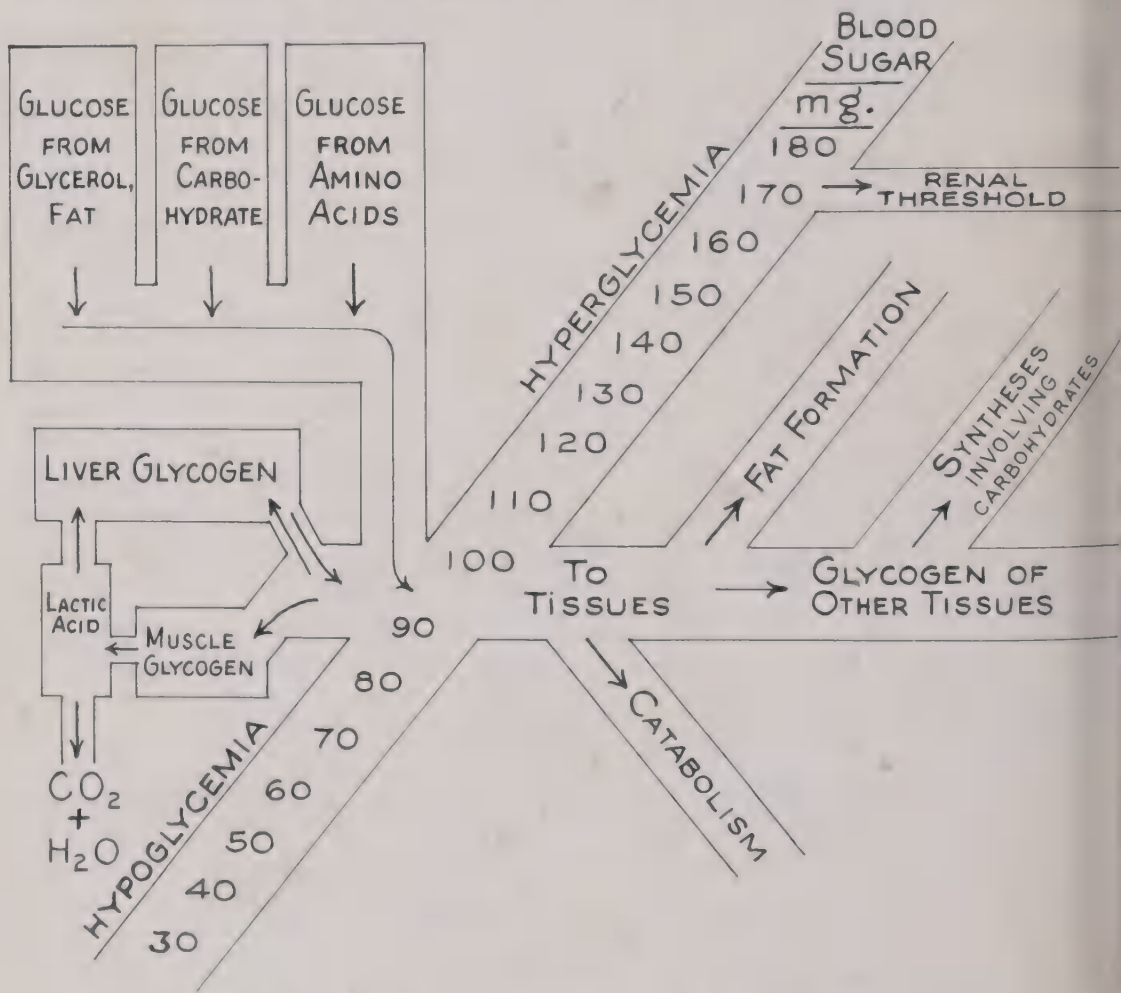 BLOOD
SUGAR
mg.
180
170
160
150
140
130
120
110
100
90
80
70
60
50
40
30
HYPERGLYCEMIA
HYPOGLYCEMIA
RENAL
THRESHOLD
GLUCOSE
FROM
GLYCEROL,
FAT
GLUCOSE
FROM
CARBO-
HYDRATE
GLUCOSE
FROM
AMINO
ACIDS
LIVER GLYCOGEN
LACTIC
ACID
MUSCLE
GLYCOGEN
CO2
+
H2O
TO
TISSUES
FAT FORMATION
SYNTHESES
INVOLVING
CARBOHYDRATES
GLYCOGEN OF
OTHER TISSUES
CATABOLISM